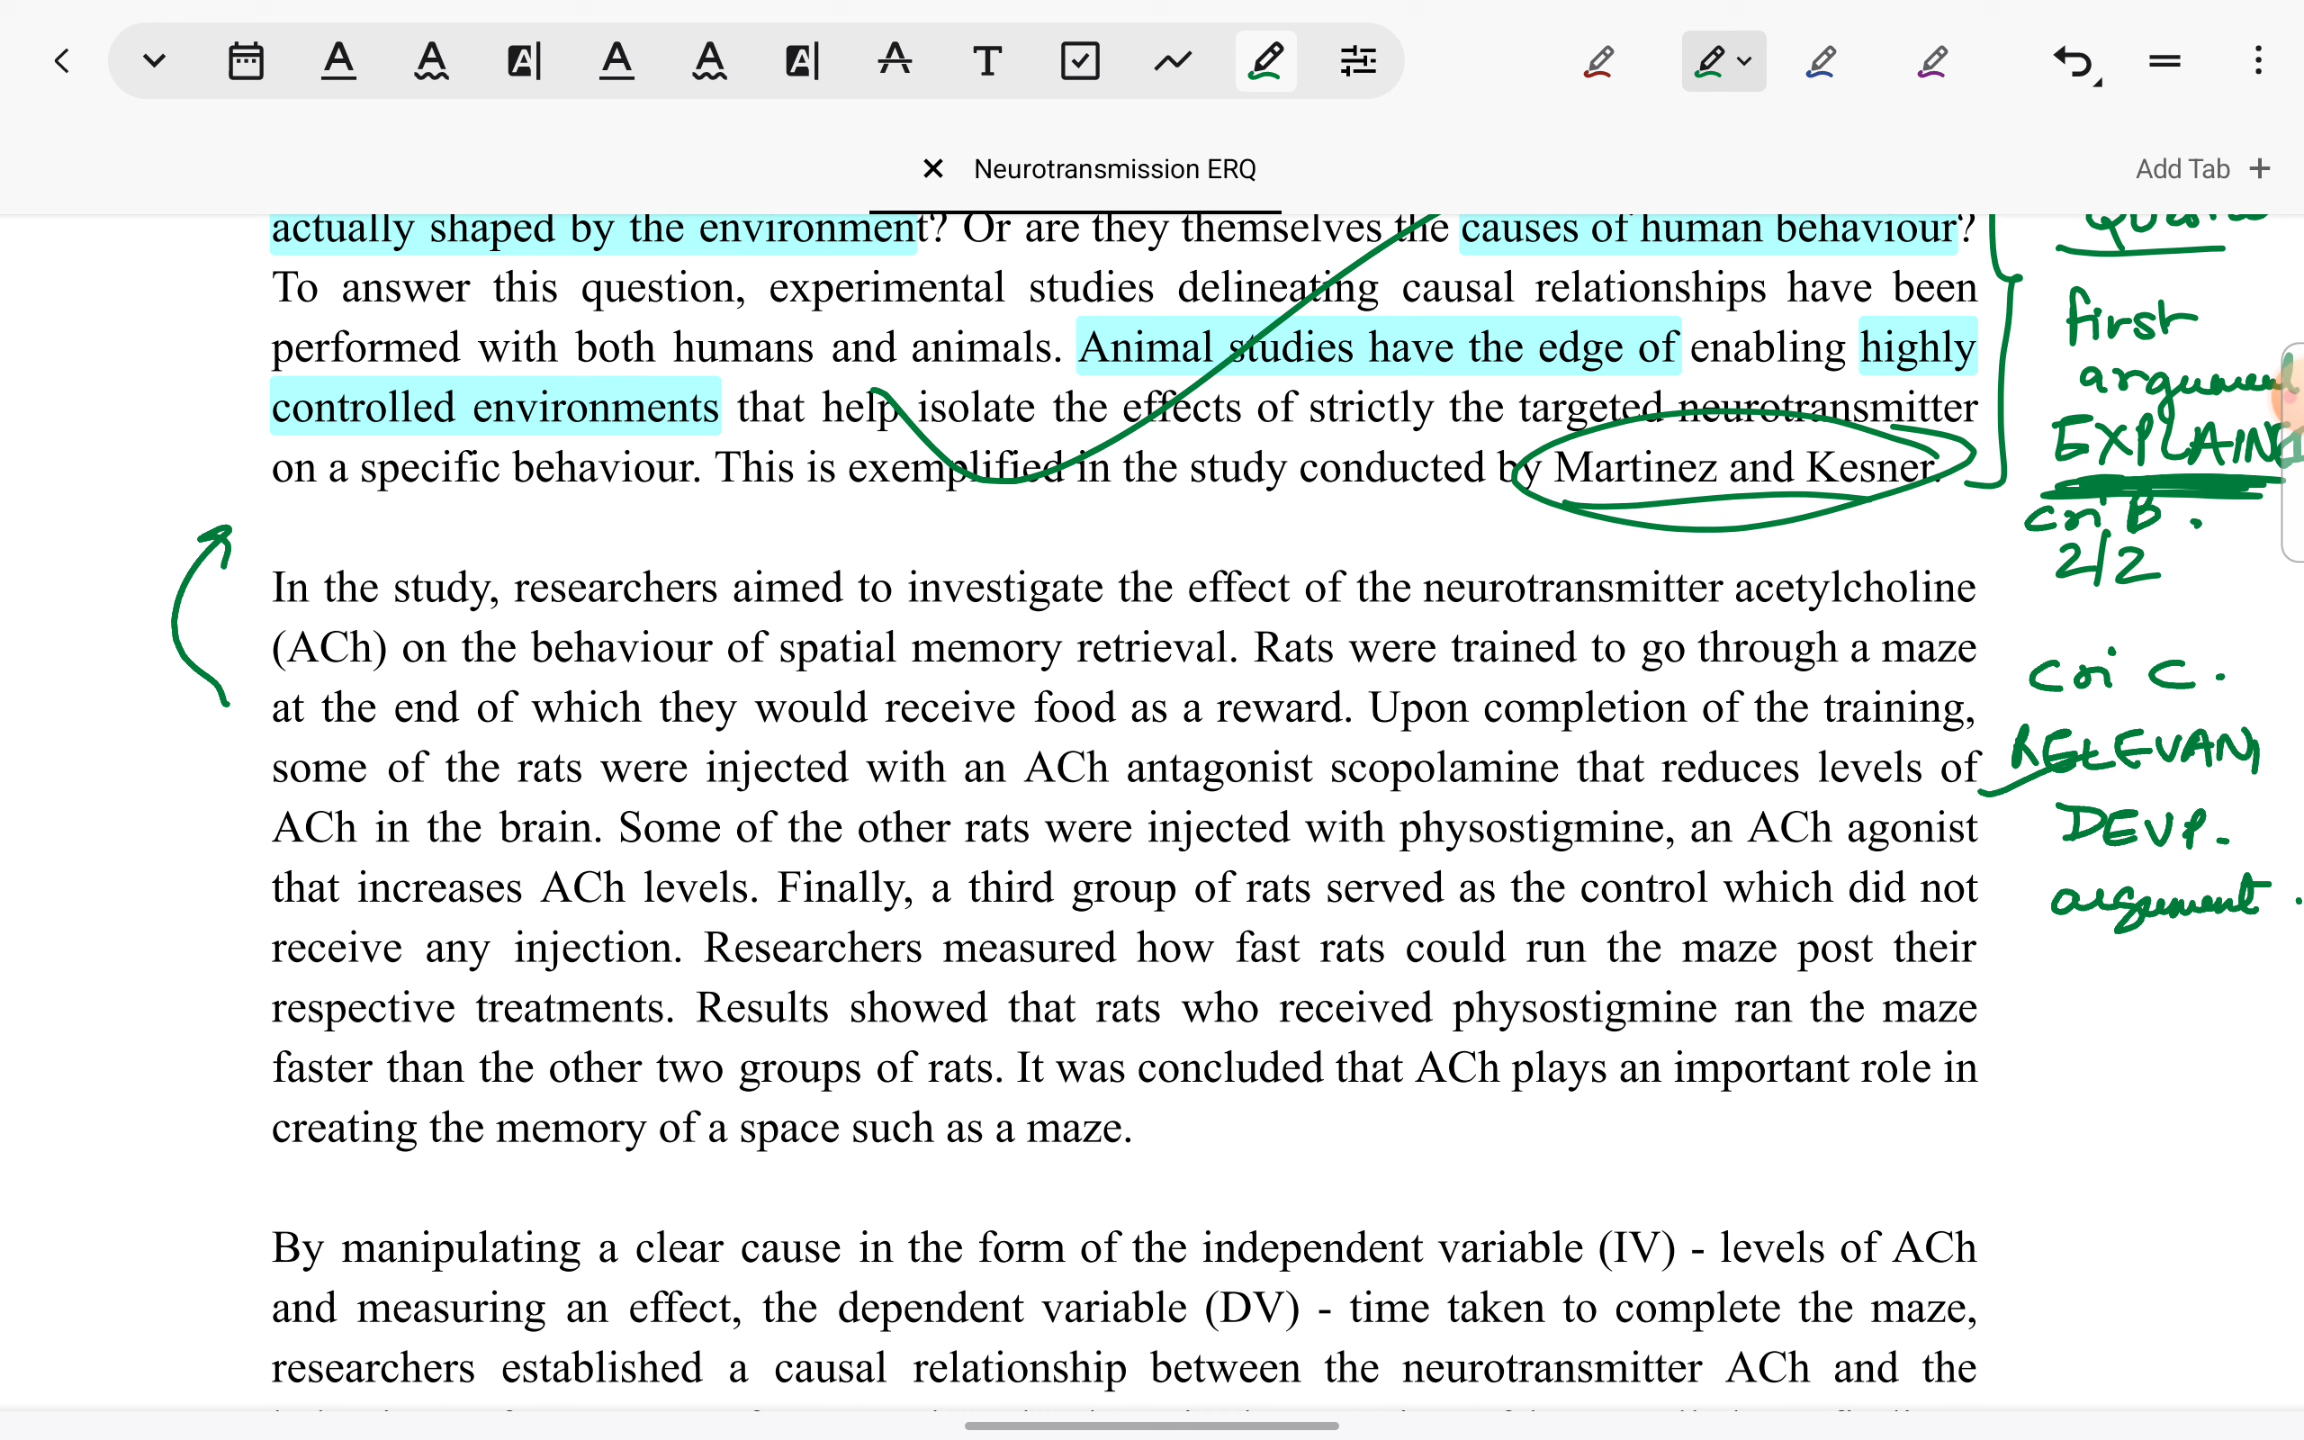 Neurotransmission ERQ
Add Tab +
actually shaped by the environment? Or are they themselves the causes of human behaviour?
To answer this question, experimental studies delineating causal relationships have been
performed with both humans and animals. Animal studies have the edge of enabling highly
controlled environments that help isolate the effects of strictly the targeted neurotransmitter
on a specific behaviour. This is exemplified in the study conducted by Martinez and Kesner.
In the study, researchers aimed to investigate the effect of the neurotransmitter acetylcholine
(ACh) on the behaviour of spatial memory retrieval. Rats were trained to go through a maze
at the end of which they would receive food as a reward. Upon completion of the training,
some of the rats were injected with an ACh antagonist scopolamine that reduces levels of
ACh in the brain. Some of the other rats were injected with physostigmine, an ACh agonist
that increases ACh levels. Finally, a third group of rats served as the control which did not
receive any injection. Researchers measured how fast rats could run the maze post their
respective treatments. Results showed that rats who received physostigmine ran the maze
faster than the other two groups of rats. It was concluded that ACh plays an important role in
creating the memory of a space such as a maze.
By manipulating a clear cause in the form of the independent variable (IV) - levels of ACh
and measuring an effect, the dependent variable (DV) - time taken to complete the maze,
researchers established a causal relationship between the neurotransmitter ACh and the
first
argument
EXPLAIN
cri B.
2/2
cri C.
RELEVAN
DEVP.
argument.